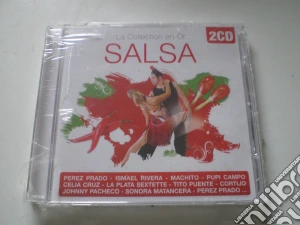 La Collection en Or
2CD
SALSA
PEREZ PRADO - ISMAEL RIVERA - MACHITO - PUPI CAMPO
CELIA CRUZ - LA PLATA SEXTETTE - TITO PUENTE - CORTIJO
JOHNNY PACHECO - SONORA MATANCERA - PEREZ PRADO ...